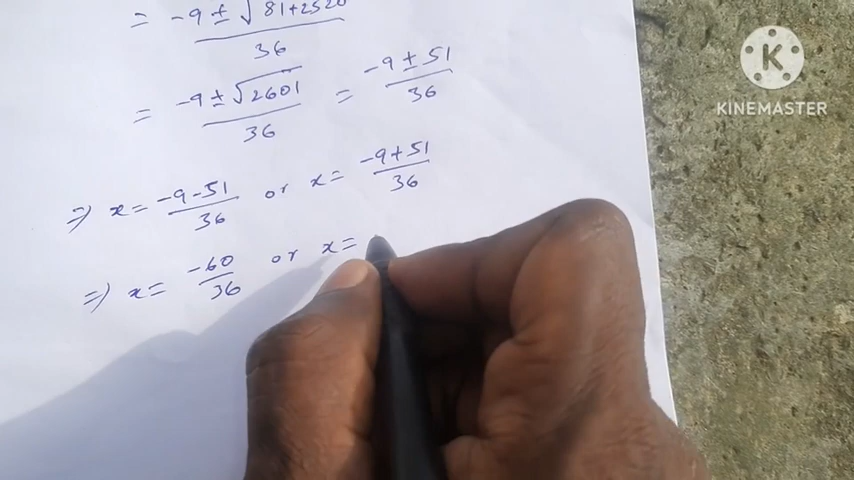 = -9 ± √81+2520 / 36
= -9 ± √2601 / 36 = -9 ± 51 / 36
=> x = -9-51 / 36 or x = -9+51 / 36
=> x = -60 / 36 or x =
K
KINEMASTER